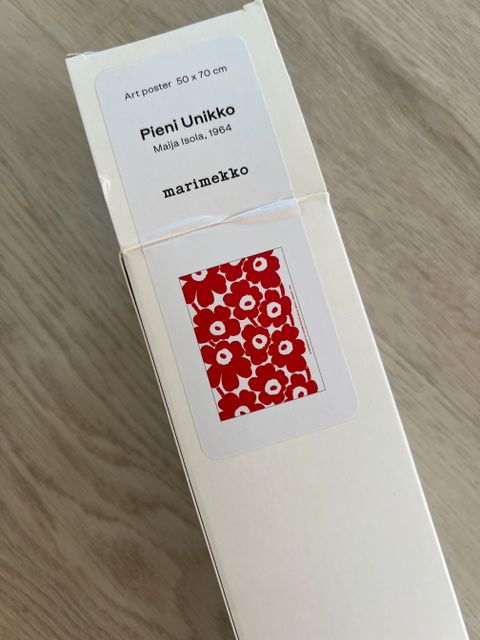 Art poster 50 x 70 cm
Pieni Unikko
Maija Isola, 1964
marimekko